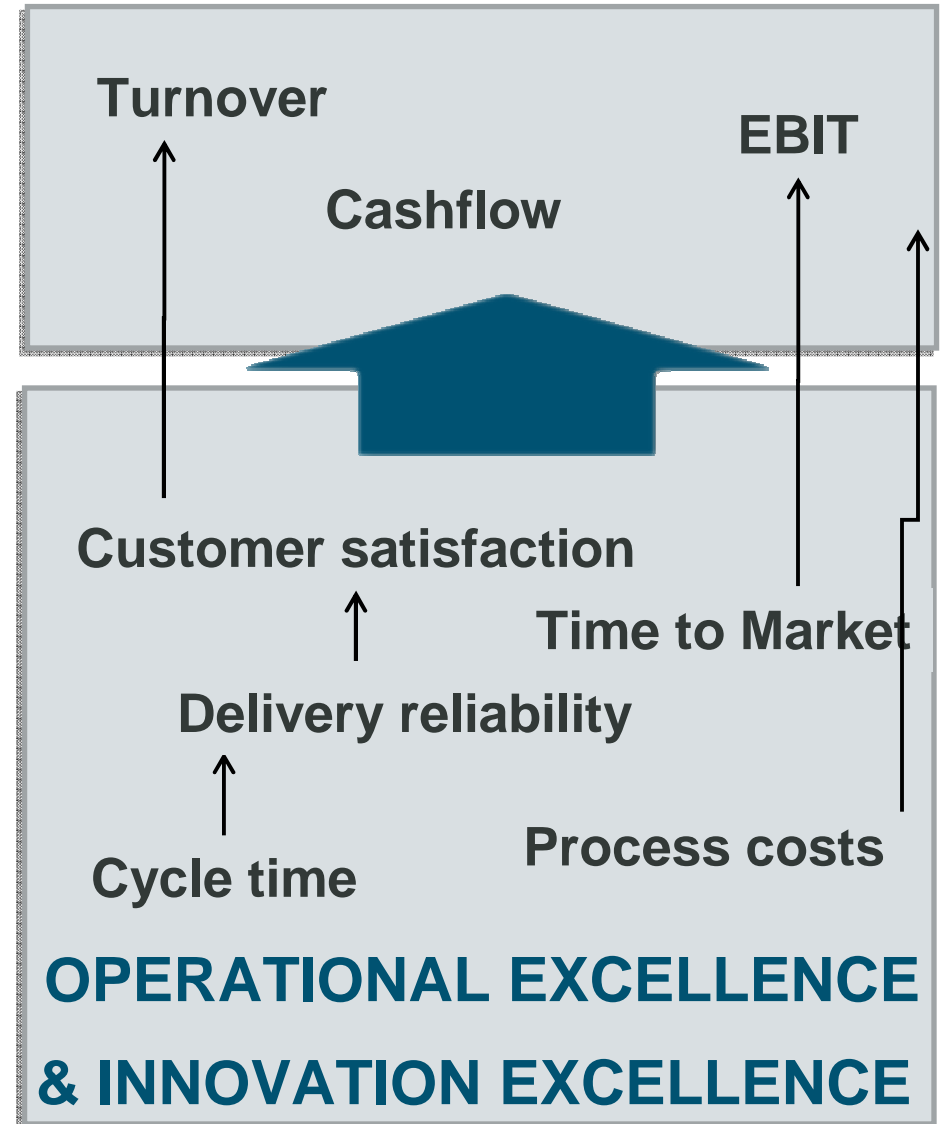 Turnover
EBIT
Cashflow
Customer satisfaction
Time to Market
Delivery reliability
Process costs
Cycle time
OPERATIONAL EXCELLENCE
& INNOVATION EXCELLENCE